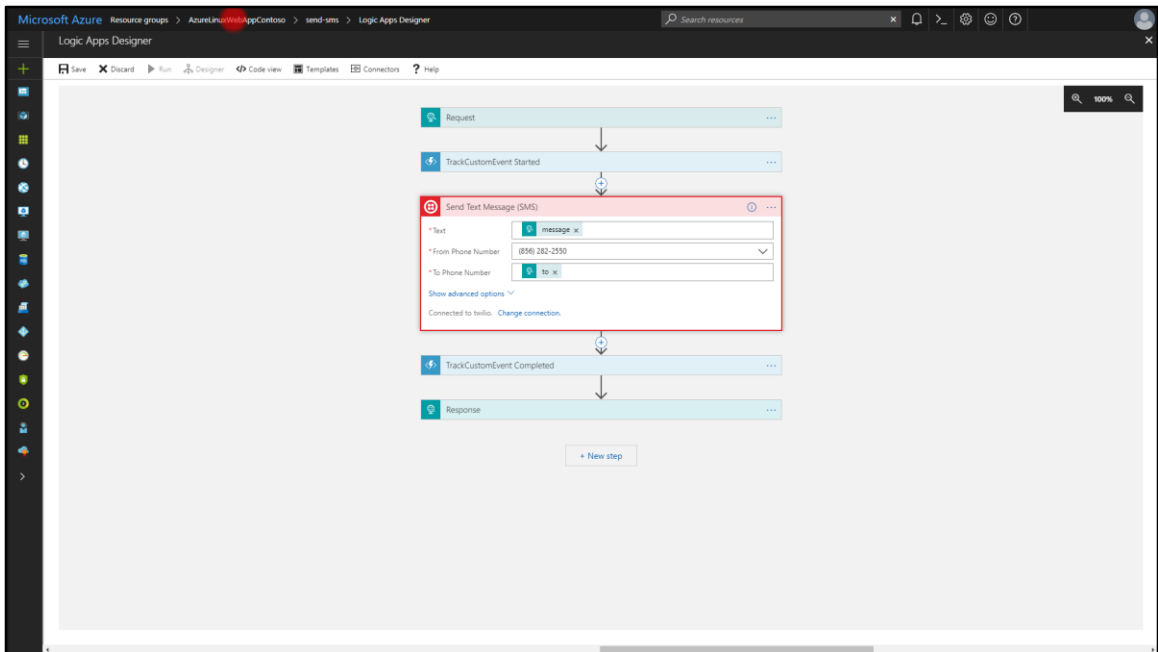 Microsoft Azure Resource groups > AzureLinuxWebAppContoso > send-sms > Logic Apps Designer Search resources
Logic Apps Designer
Save Discard Run Designer Code view Templates Connectors ? Help
100%
Request
TrackCustomEvent Started
Send Text Message (SMS)
*Text message x
*From Phone Number (856) 282-2550
*To Phone Number to x
Show advanced options
Connected to twilio. Change connection.
TrackCustomEvent Completed
Response
+ New step